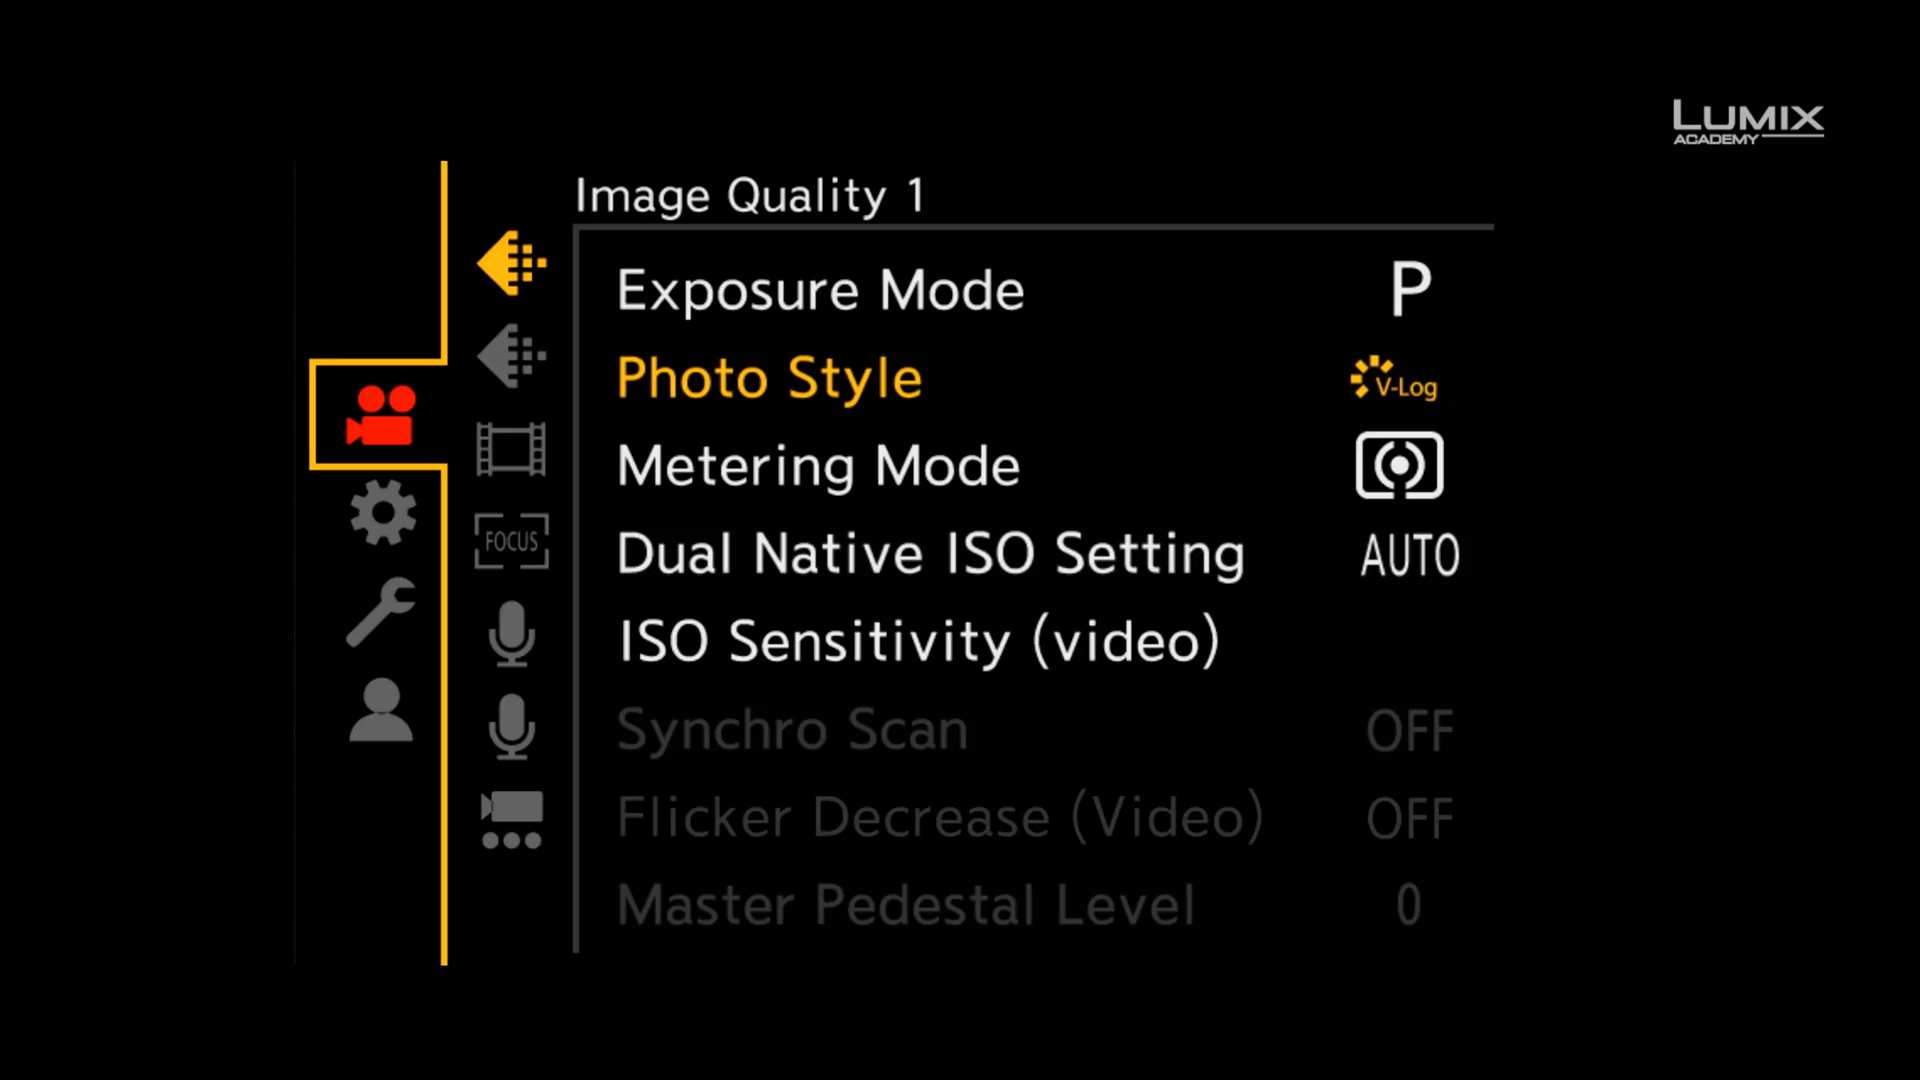 LUMIX
ACADEMY
Image Quality 1
Exposure Mode P
Photo Style V-Log
Metering Mode
Dual Native ISO Setting AUTO
FOCUS
ISO Sensitivity (video)
Synchro Scan OFF
Flicker Decrease (Video) OFF
Master Pedestal Level 0